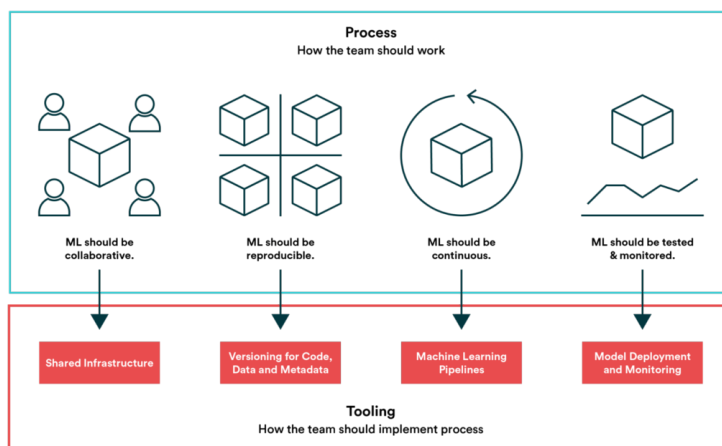 Process
How the team should work
ML should be
collaborative.
ML should be
reproducible.
ML should be
continuous.
ML should be tested
& monitored.
Shared Infrastructure
Versioning for Code,
Data and Metadata
Machine Learning
Pipelines
Model Deployment
and Monitoring
Tooling
How the team should implement process